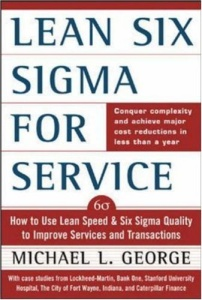 LEAN SIX
SIGMA
FOR
SERVICE
Conquer complexity
and achieve major
cost reductions in
less than a year
6σ
How to Use Lean Speed & Six Sigma Quality
to Improve Services and Transactions
MICHAEL L. GEORGE
With case studies from Lockheed-Martin, Bank One, Stanford University
Hospital, The City of Fort Wayne, Indiana, and Caterpillar Finance